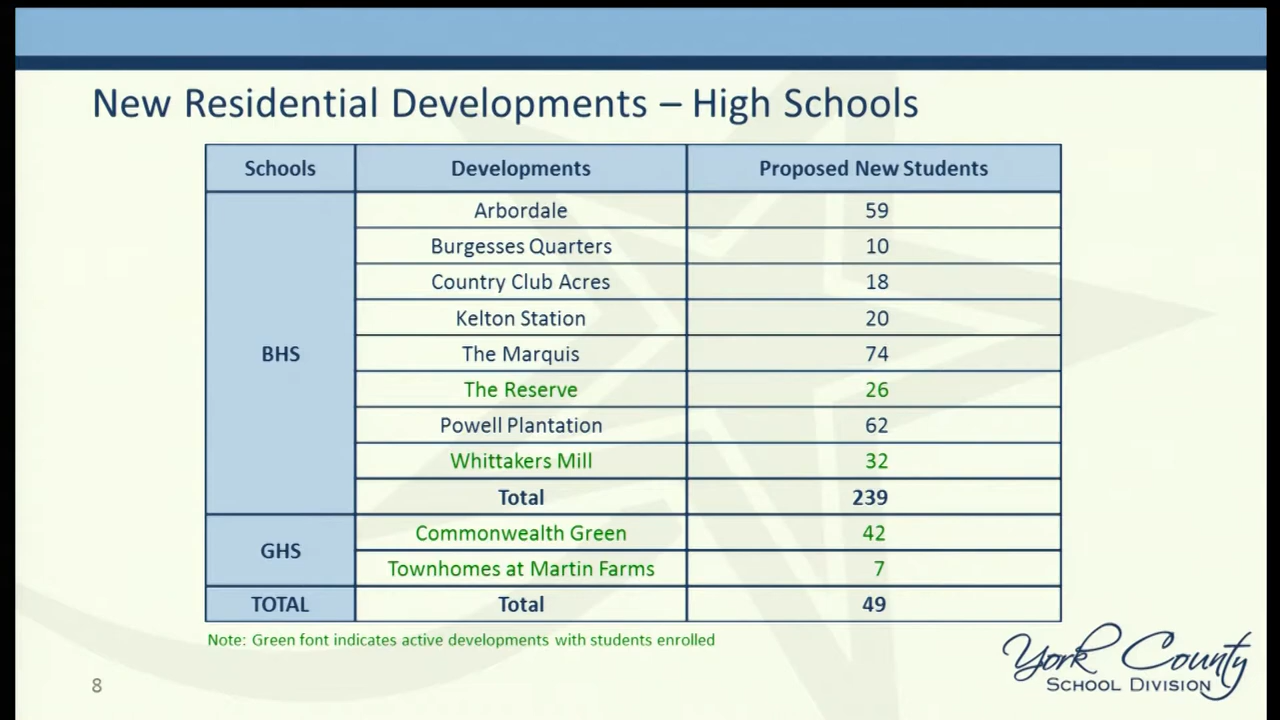 New Residential Developments – High Schools
Schools Developments Proposed New Students
BHS
Arbordale 59
Burgesses Quarters 10
Country Club Acres 18
Kelton Station 20
The Marquis 74
The Reserve 26
Powell Plantation 62
Whittakers Mill 32
Total 239
GHS
Commonwealth Green 42
Townhomes at Martin Farms 7
TOTAL Total 49
Note: Green font indicates active developments with students enrolled
York County
SCHOOL DIVISION
8